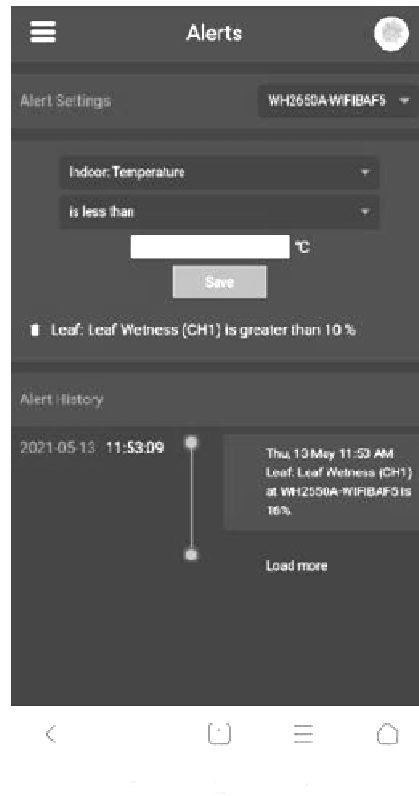 Alerts
Alert Settings
WH2650A-WIFIBAF5
Indoor: Temperature
is less than
℃
Save
Leaf: Leaf Wetness (CH1) is greater than 10 %
Alert History
2021-05-13 11:53:09
Thu, 13 May 11:53 AM
Leaf: Leaf Wetness (CH1)
at WH2550A-WIFIBAF5 is
16%
Load more